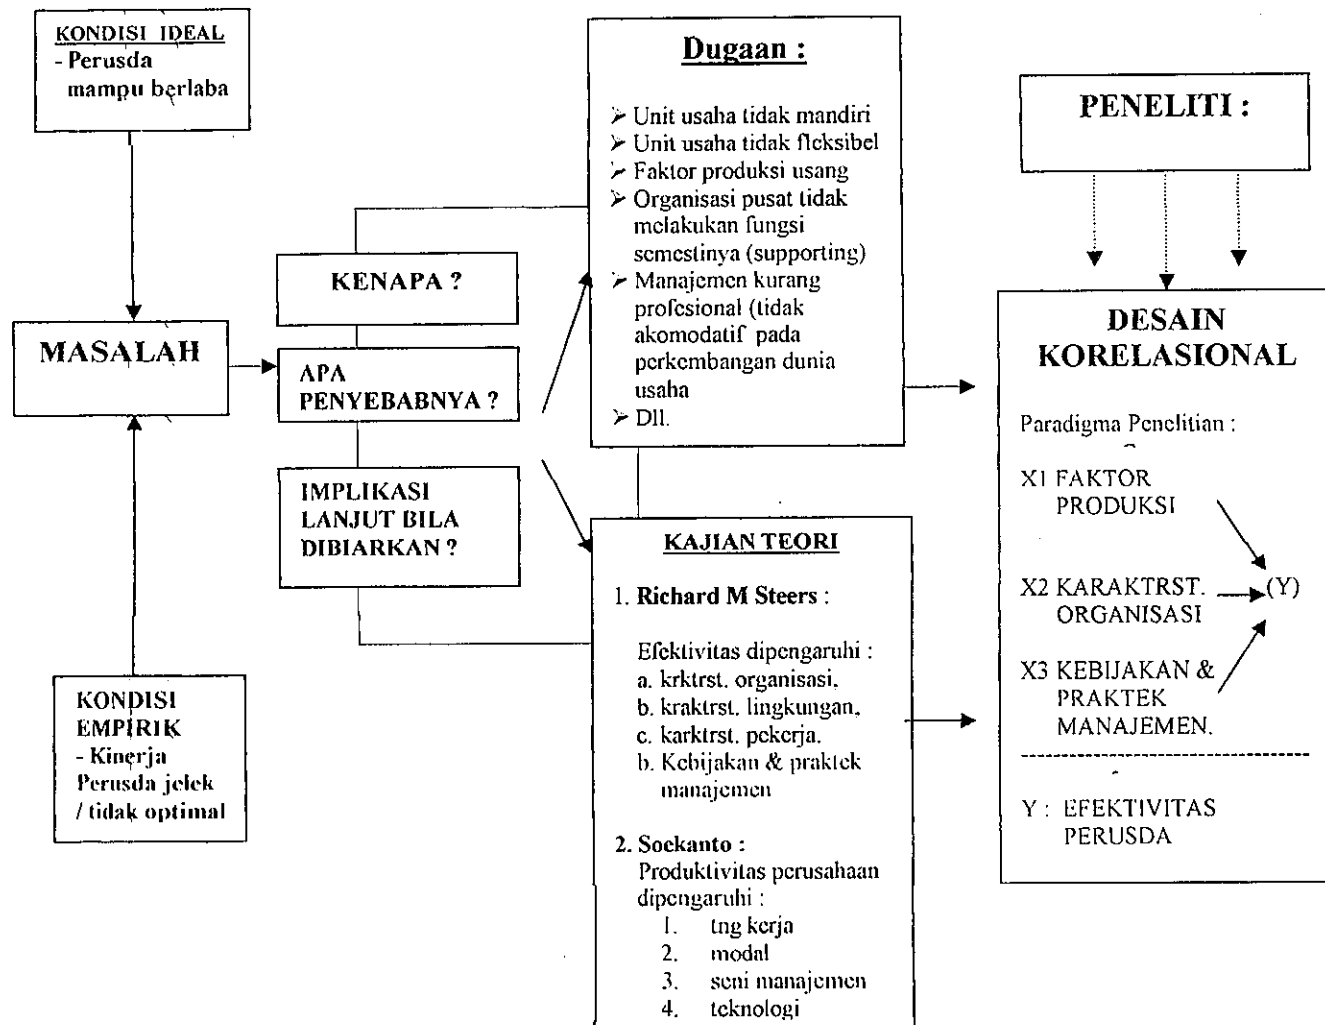 KONDISI IDEAL
- Perusda
mampu berlaba
MASALAH
KONDISI
EMPIRIK
- Kinerja
Perusda jelek
/ tidak optimal
KENAPA ?
APA
PENYEBABNYA ?
IMPLIKASI
LANJUT BILA
DIBIARKAN ?
Dugaan :
➢ Unit usaha tidak mandiri
➢ Unit usaha tidak fleksibel
➢ Faktor produksi usang
➢ Organisasi pusat tidak
melakukan fungsi
semestinya (supporting)
➢ Manajemen kurang
profesional (tidak
akomodatif pada
perkembangan dunia
usaha
➢ Dll.
KAJIAN TEORI
1. Richard M Steers :
Efektivitas dipengaruhi :
a. krktrst. organisasi,
b. kraktrst. lingkungan,
c. karktrst. pekerja,
b. Kebijakan & praktek
manajemen
2. Soekanto :
Produktivitas perusahaan
dipengaruhi :
1. tng kerja
2. modal
3. seni manajemen
4. teknologi
PENELITI :
DESAIN
KORELASIONAL
Paradigma Penelitian :
X1 FAKTOR
PRODUKSI
X2 KARAKTRST.
ORGANISASI
(Y)
X3 KEBIJAKAN &
PRAKTEK
MANAJEMEN.
Y : EFEKTIVITAS
PERUSDA